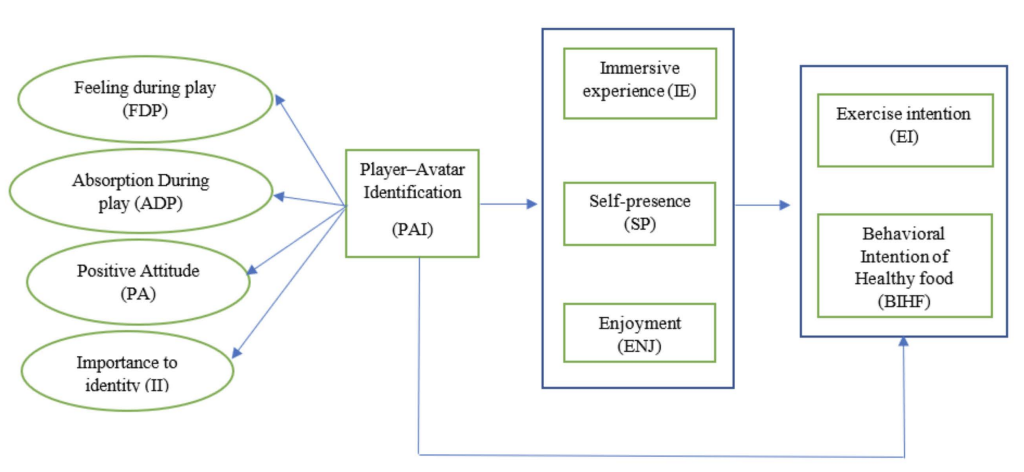 Feeling during play
(FDP)
Absorption During
play (ADP)
Positive Attitude
(PA)
Importance to
identity (II)
Player–Avatar
Identification
(PAI)
Immersive
experience (IE)
Self-presence
(SP)
Enjoyment
(ENJ)
Exercise intention
(EI)
Behavioral
Intention of
Healthy food
(BIHF)